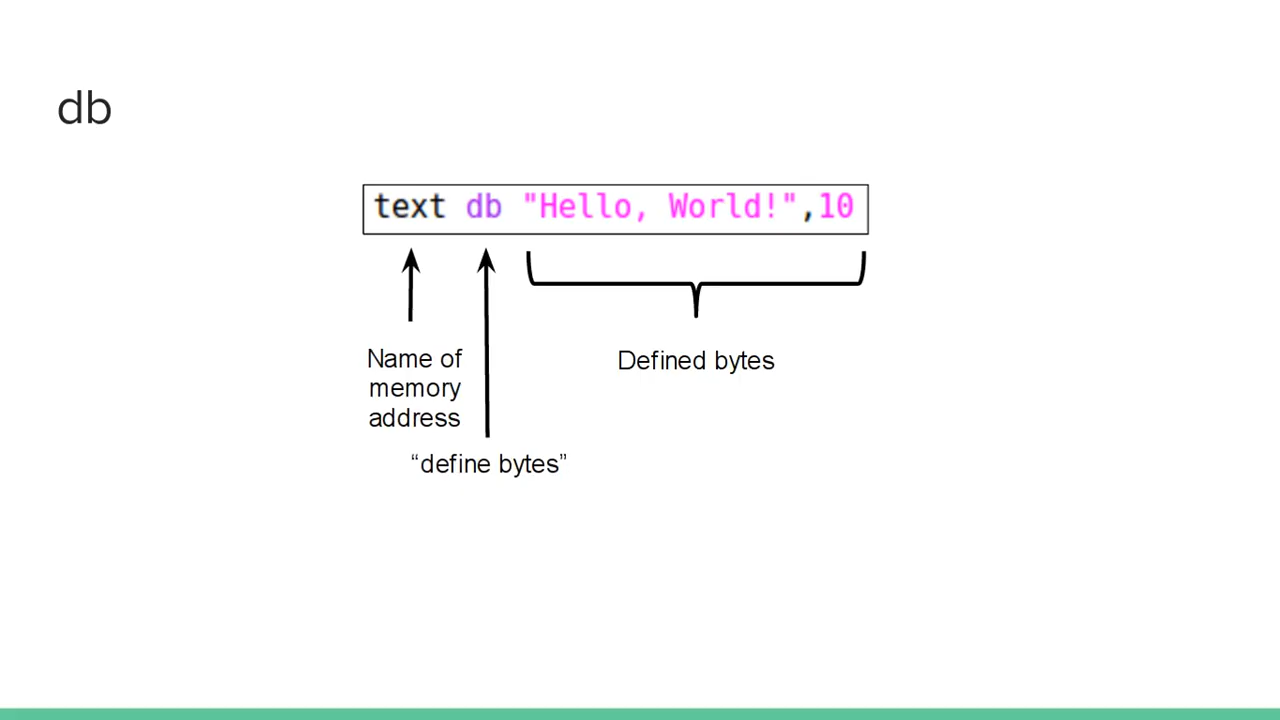 db
text db "Hello, World!",10
Name of
memory
address
Defined bytes
“define bytes”